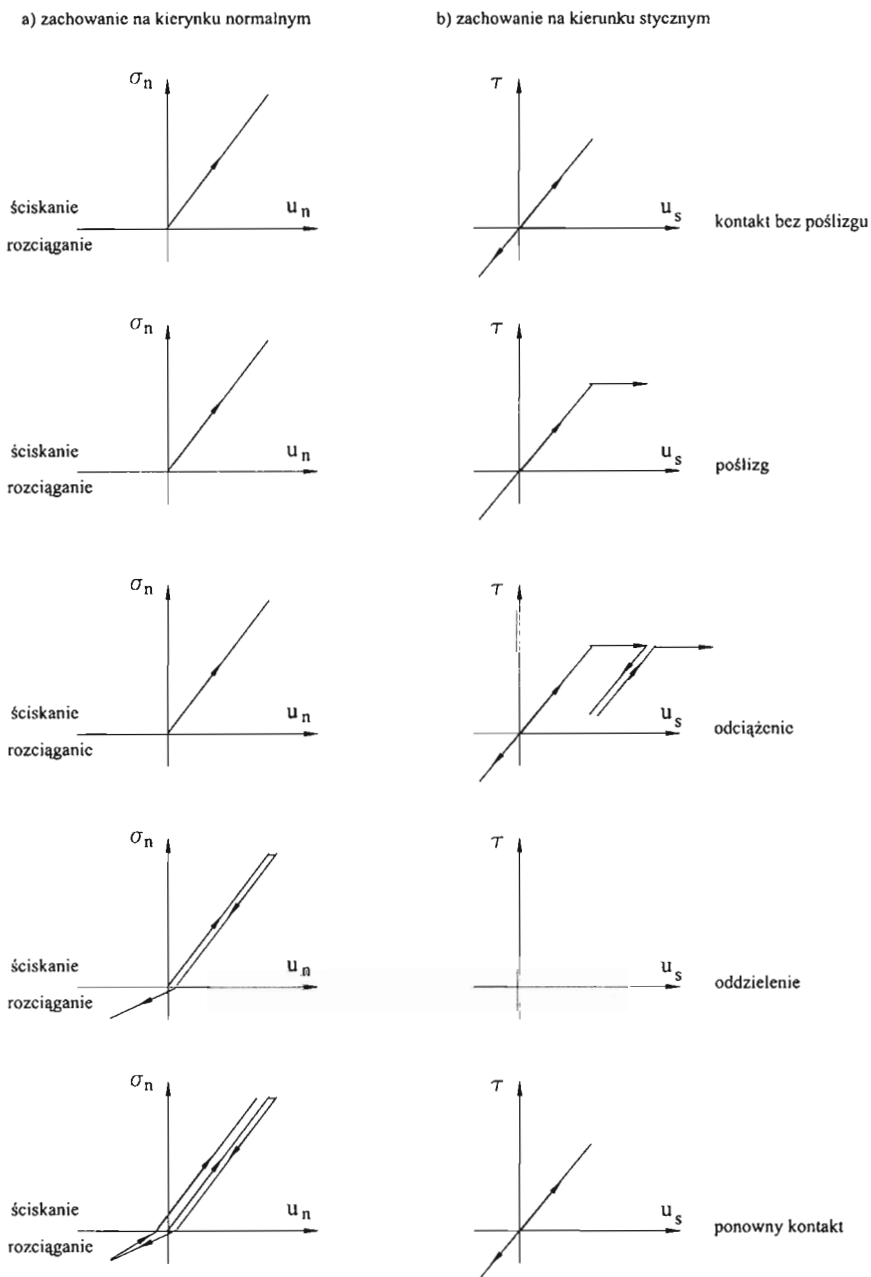 a) zachowanie na kierynku normalnym
b) zachowanie na kierunku stycznym
σn
τ
ściskanie
un
us
kontakt bez poślizgu
rozciąganie
σn
τ
ściskanie
un
us
poślizg
rozciąganie
σn
τ
ściskanie
un
us
odciążenie
rozciąganie
σn
τ
ściskanie
un
us
oddzielenie
rozciąganie
σn
τ
ściskanie
un
us
ponowny kontakt
rozciąganie